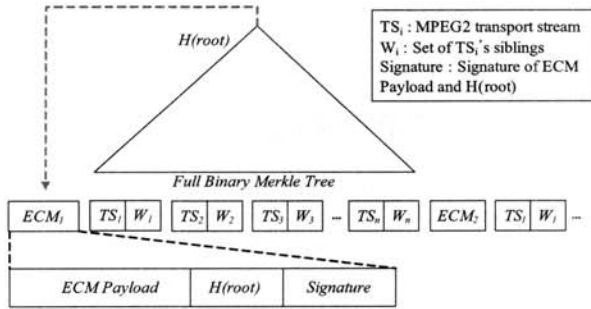 H(root)
TSi : MPEG2 transport stream
Wi : Set of TSi's siblings
Signature : Signature of ECM
Payload and H(root)
Full Binary Merkle Tree
ECM1 TS1 W1 TS2 W2 TS3 W3 ... TSn Wn ECM2 TS1 W1 ...
ECM Payload H(root) Signature